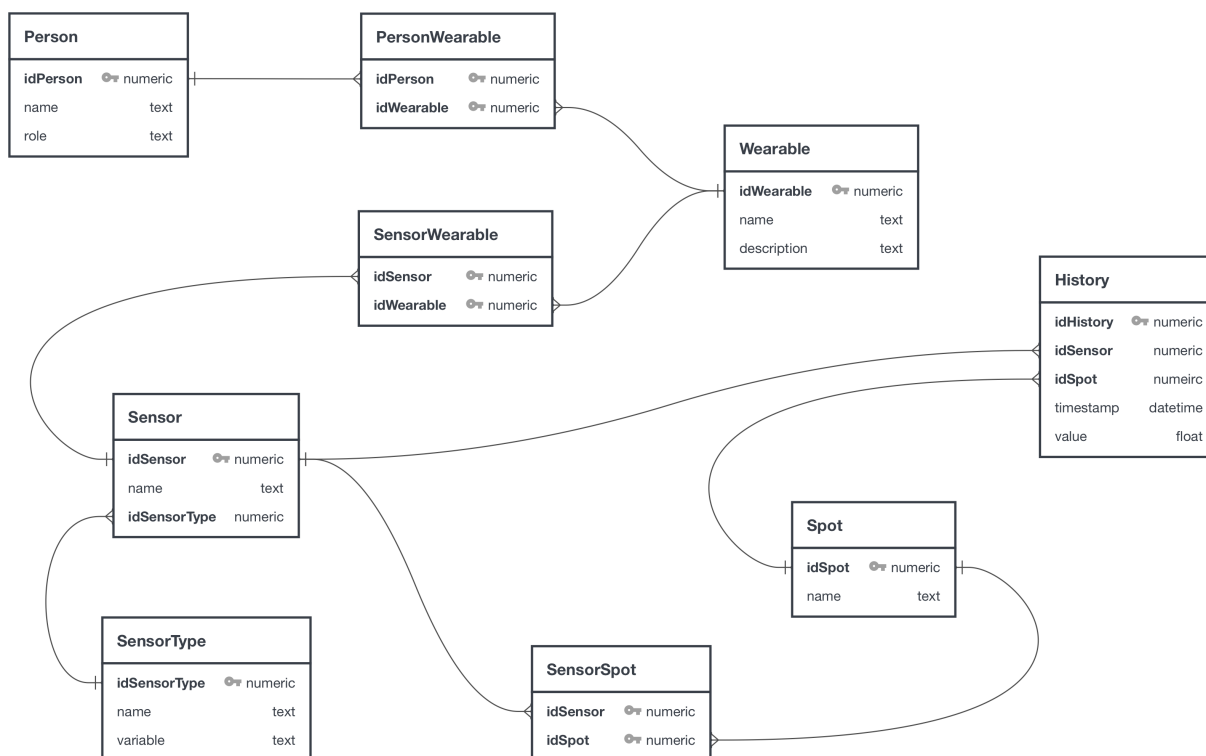 Person
idPerson numeric
name text
role text
PersonWearable
idPerson numeric
idWearable numeric
Wearable
idWearable numeric
name text
description text
SensorWearable
idSensor numeric
idWearable numeric
History
idHistory numeric
idSensor numeric
idSpot numeirc
timestamp datetime
value float
Sensor
idSensor numeric
name text
idSensorType numeric
Spot
idSpot numeric
name text
SensorType
idSensorType numeric
name text
variable text
SensorSpot
idSensor numeric
idSpot numeric